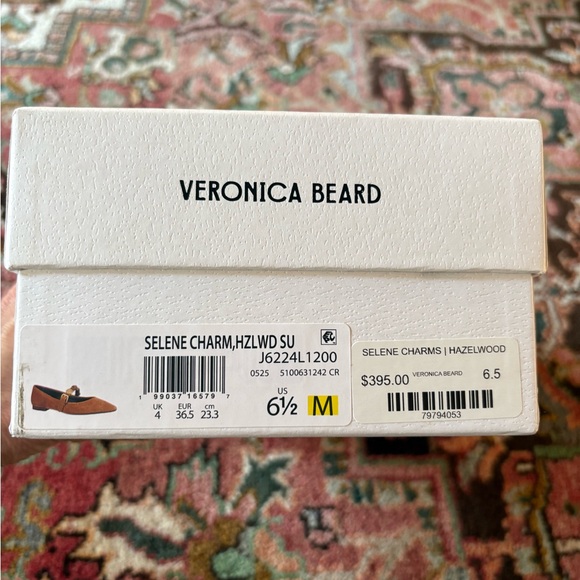 VERONICA BEARD
SELENE CHARM,HZLWD SU
J6224L1200
0525 5100631242 CR
1 99037 16579 7
UK EUR cm
4 36.5 23.3
US
6½ M
SELENE CHARMS | HAZELWOOD
$395.00 VERONICA BEARD 6.5
79794053